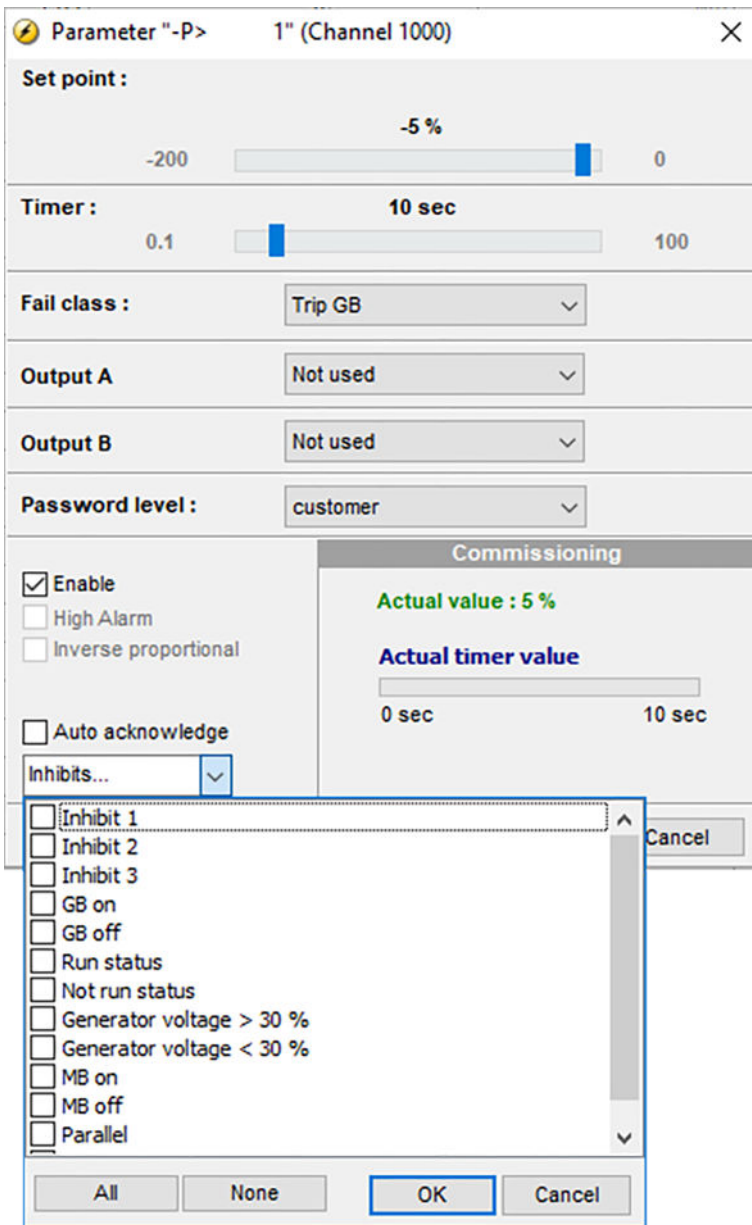 Parameter "-P> 1" (Channel 1000)
Set point :
-5 %
-200 0
Timer : 10 sec
0.1 100
Fail class : Trip GB
Output A Not used
Output B Not used
Password level : customer
Commissioning
Enable
High Alarm
Inverse proportional
Actual value : 5 %
Actual timer value
0 sec 10 sec
Auto acknowledge
Inhibits...
Cancel
Inhibit 1
Inhibit 2
Inhibit 3
GB on
GB off
Run status
Not run status
Generator voltage > 30 %
Generator voltage < 30 %
MB on
MB off
Parallel
All None OK Cancel